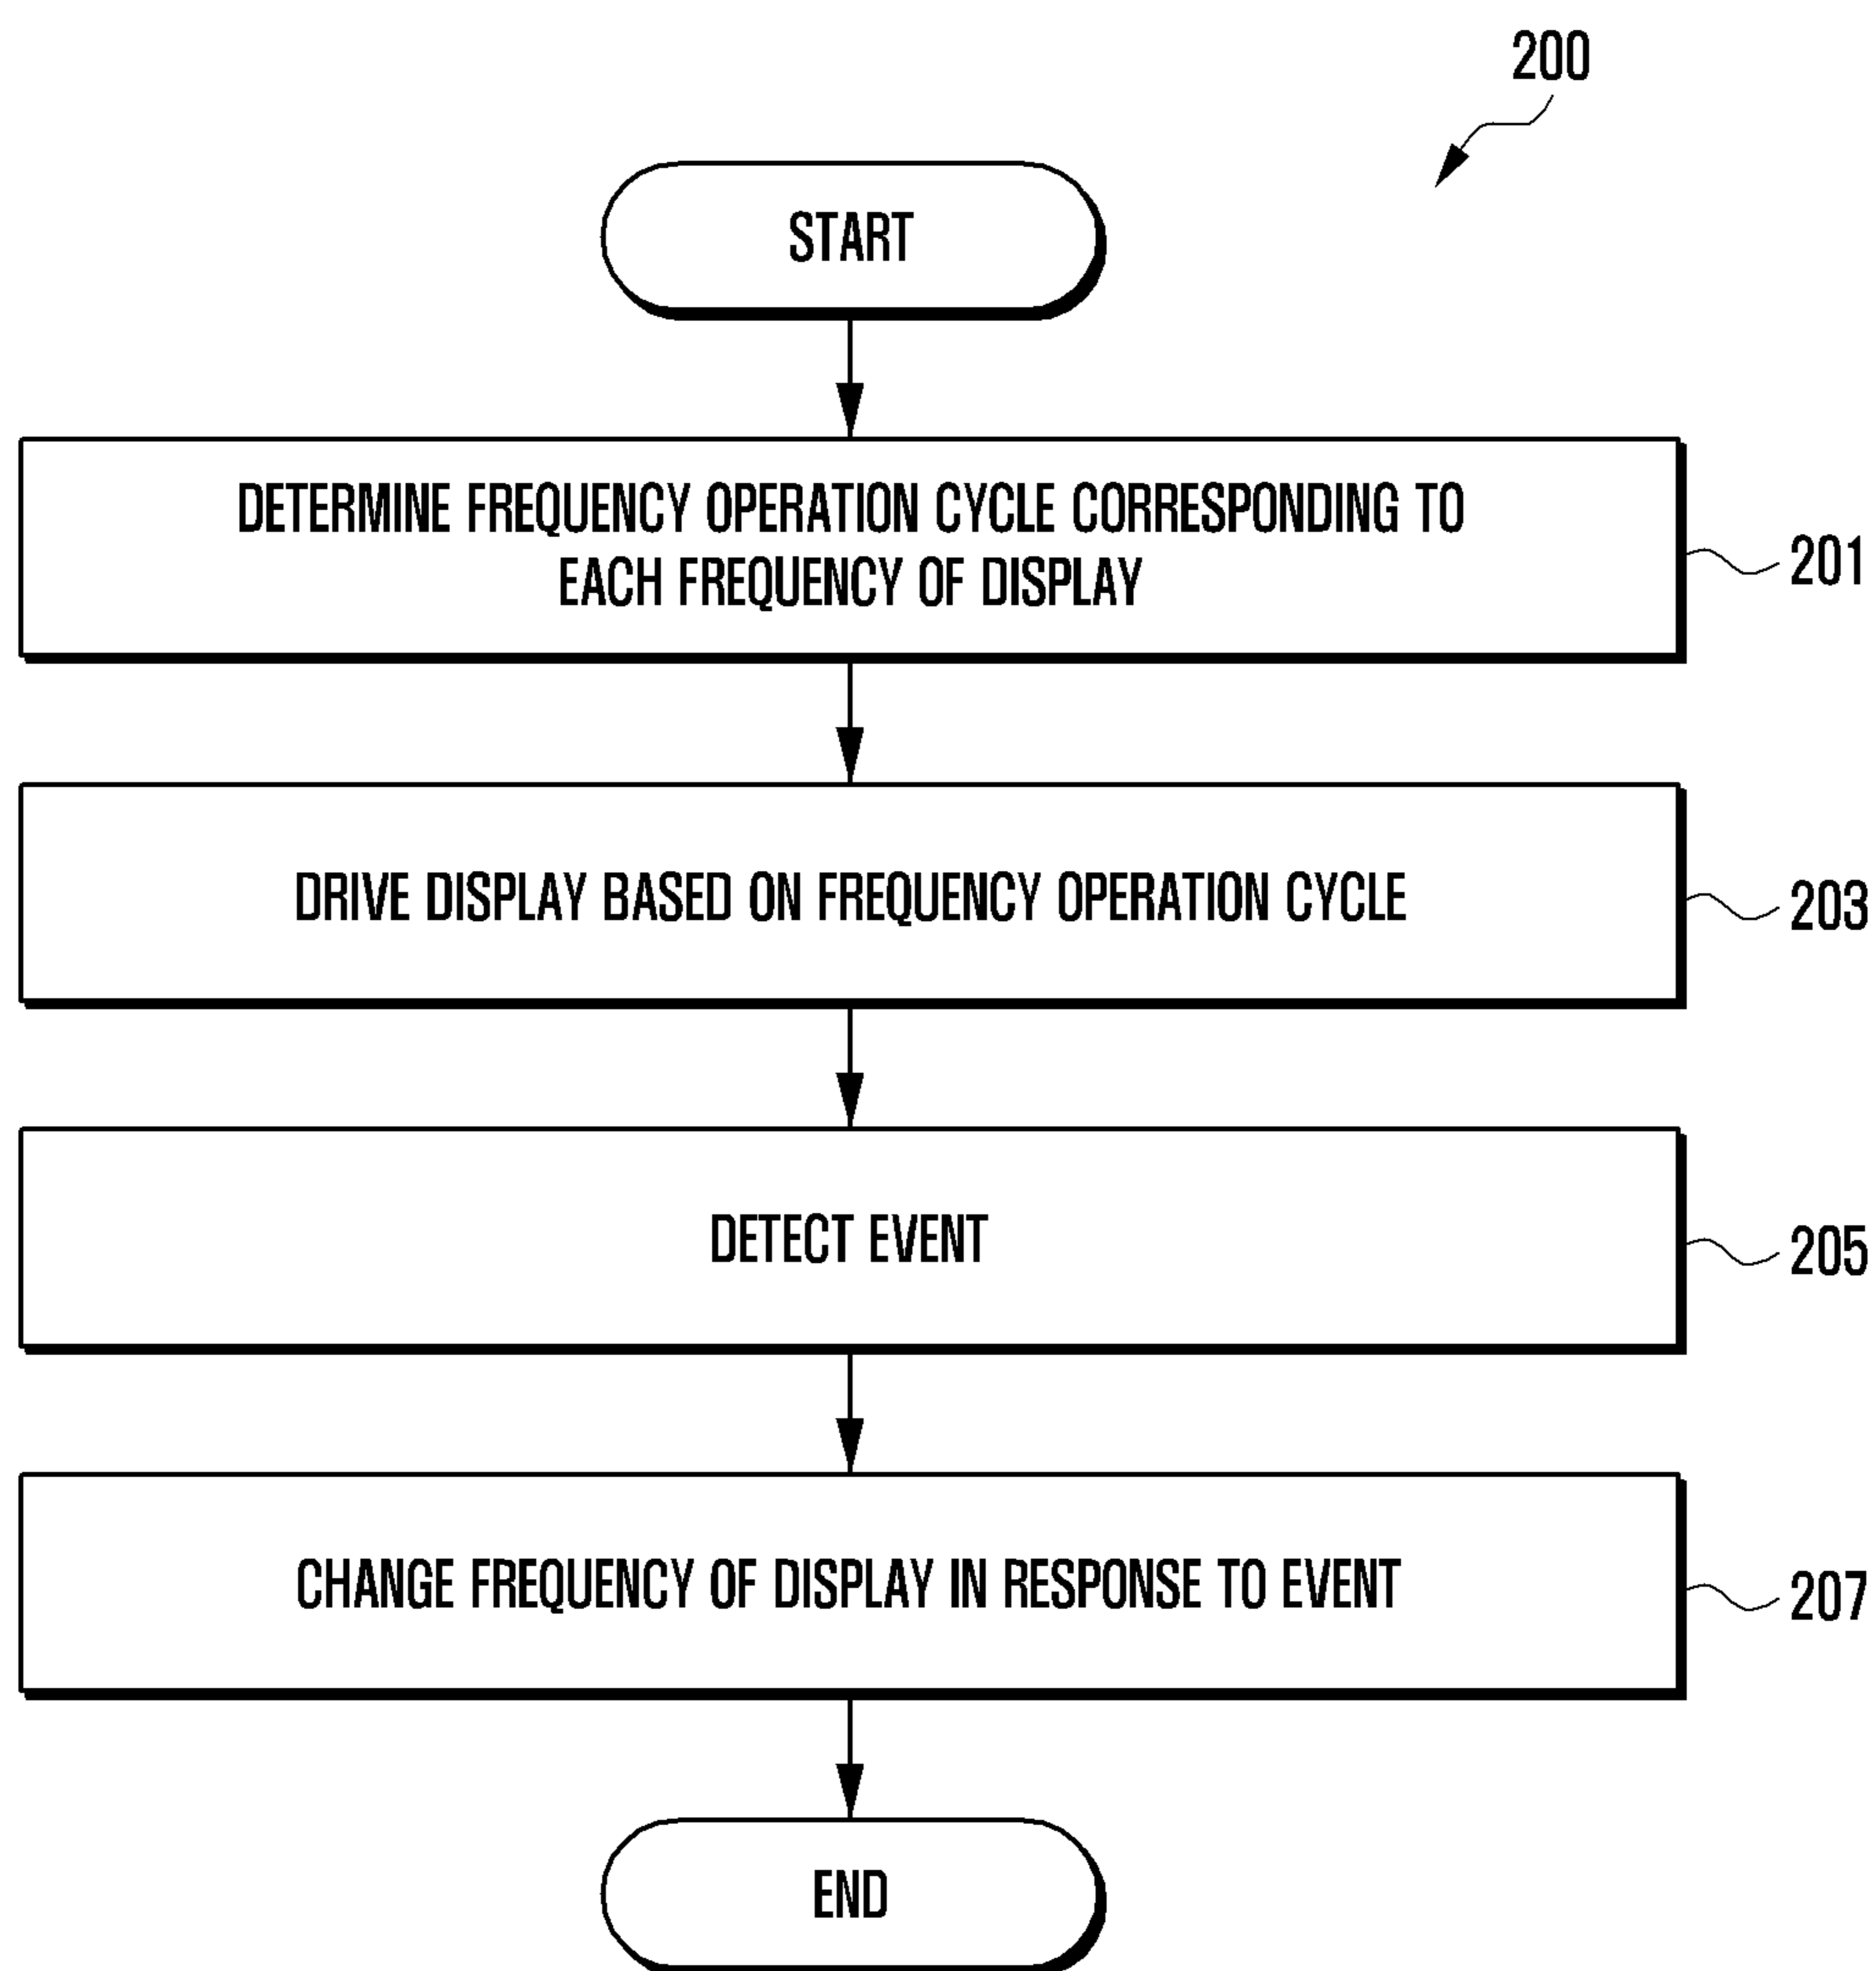 200
START
DETERMINE FREQUENCY OPERATION CYCLE CORRESPONDING TO
EACH FREQUENCY OF DISPLAY
201
DRIVE DISPLAY BASED ON FREQUENCY OPERATION CYCLE
203
DETECT EVENT
205
CHANGE FREQUENCY OF DISPLAY IN RESPONSE TO EVENT
207
END